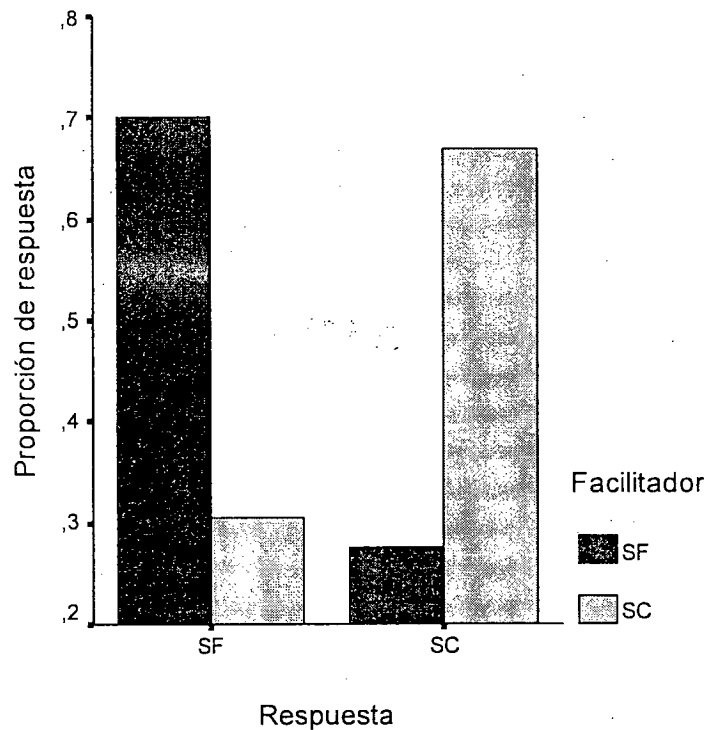 ,8
,7
,6
,5
,4
,3
,2
Proporción de respuesta
SF
SC
Respuesta
Facilitador
SF
SC